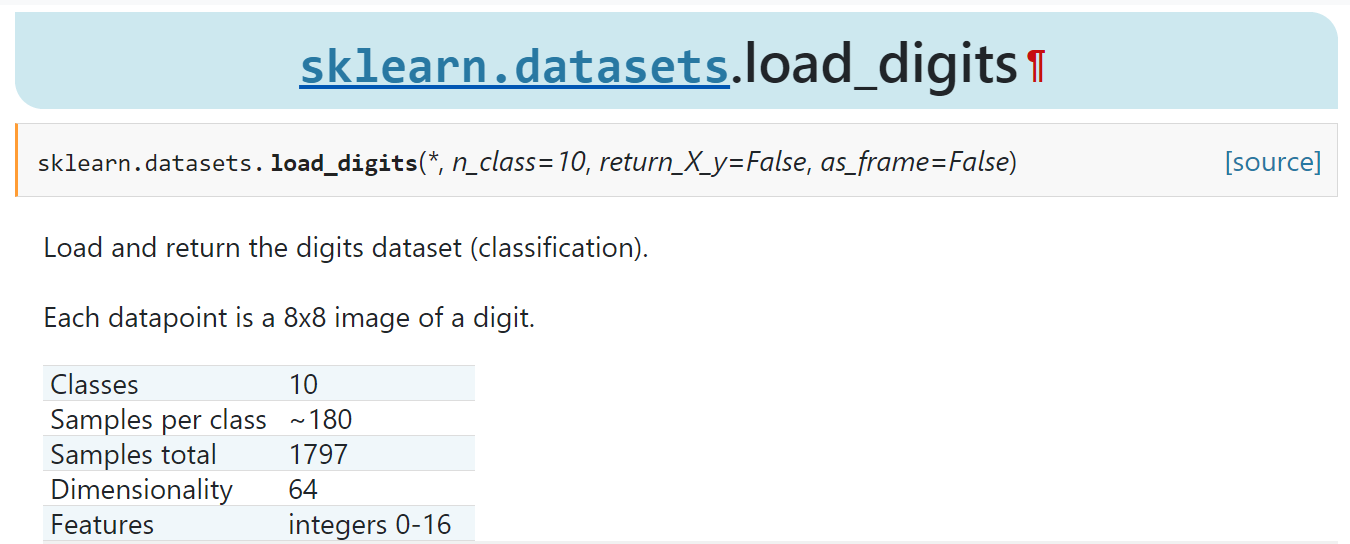 sklearn.datasets.load_digits¶
sklearn.datasets.load_digits(*, n_class=10, return_X_y=False, as_frame=False) [source]
Load and return the digits dataset (classification).
Each datapoint is a 8x8 image of a digit.
Classes 10
Samples per class ~180
Samples total 1797
Dimensionality 64
Features integers 0-16